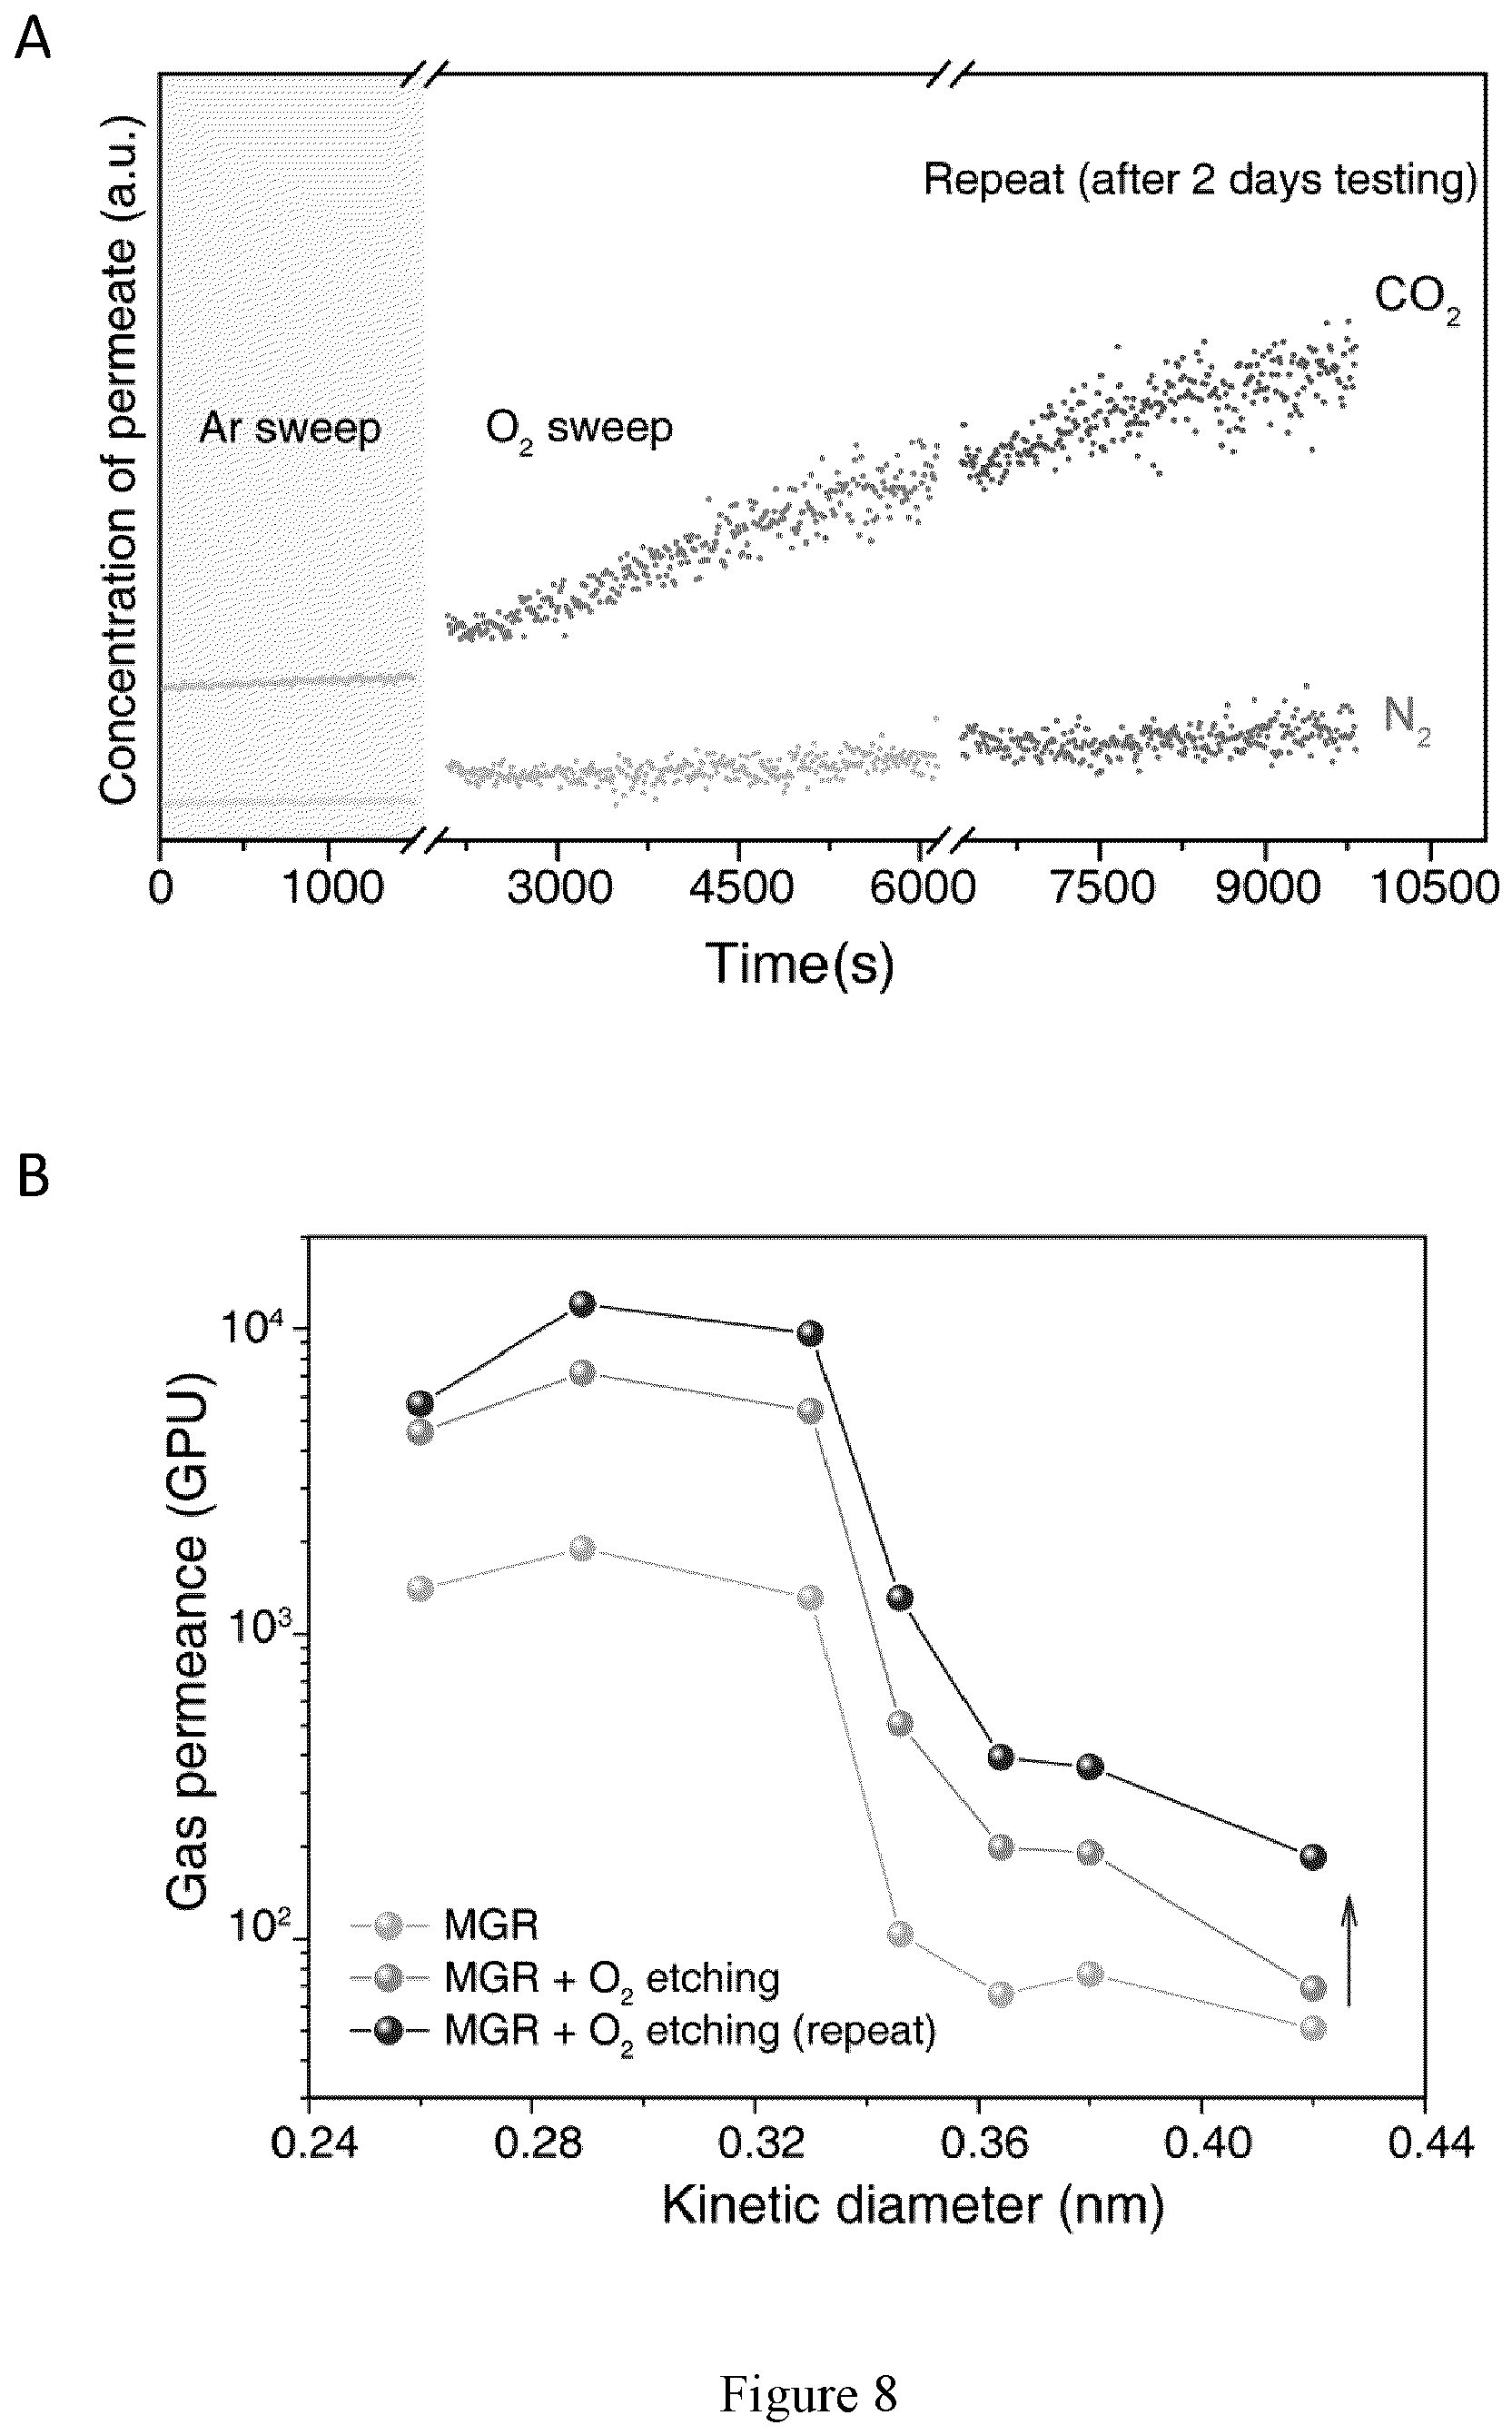 A
Concentration of permeate (a.u.)
Repeat (after 2 days testing)
CO2
Ar sweep
O2 sweep
N2
0 1000 3000 4500 6000 7500 9000 10500
Time(s)
B
Gas permeance (GPU)
10^4
10^3
10^2
MGR
MGR + O2 etching
MGR + O2 etching (repeat)
0.24 0.28 0.32 0.36 0.40 0.44
Kinetic diameter (nm)
Figure 8